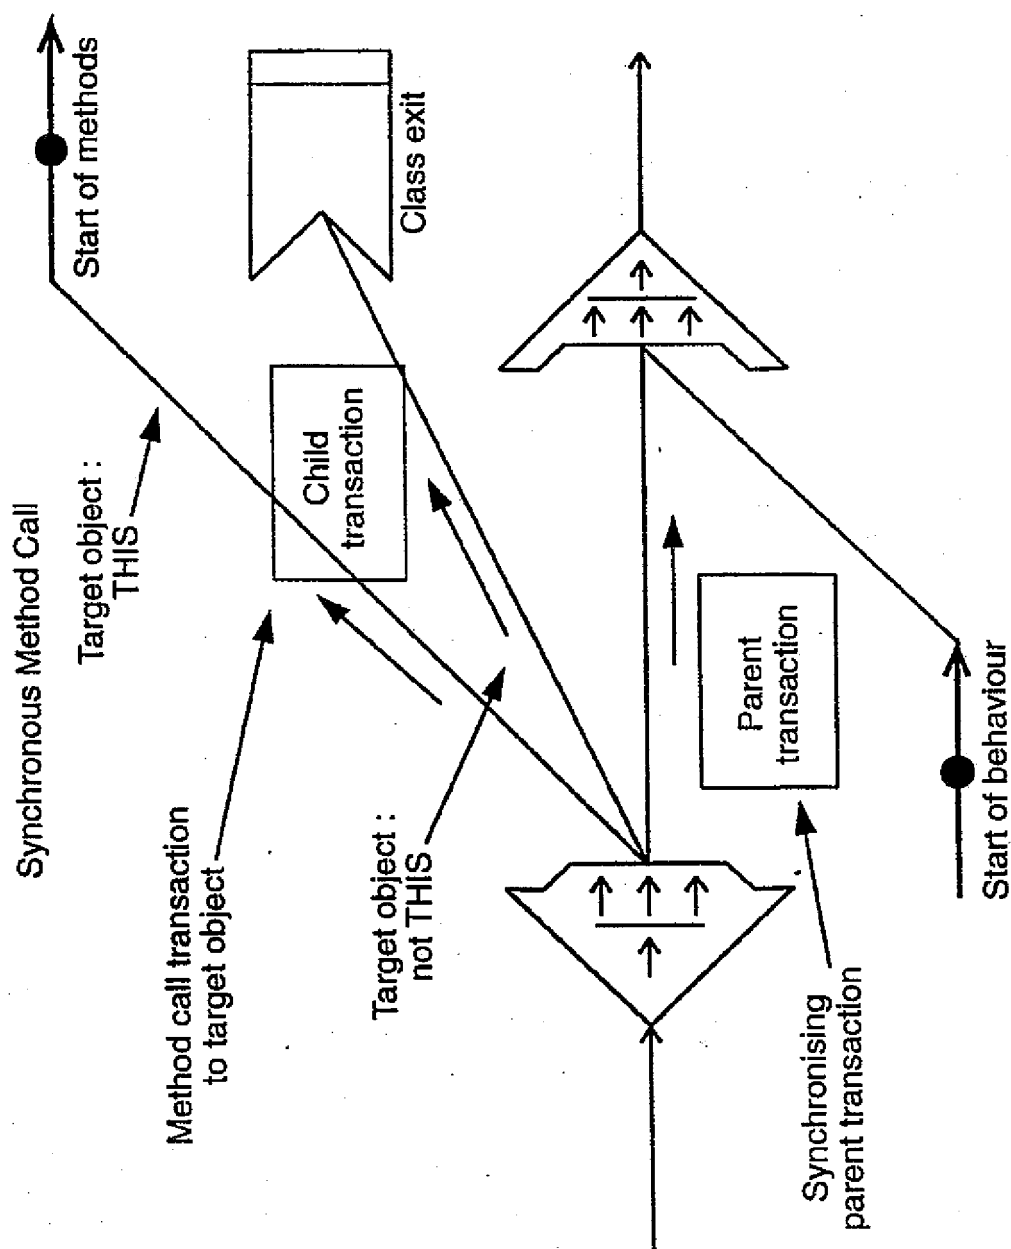 Synchronous Method Call
Target object :
THIS
Start of methods
Method call transaction
to target object
Child
transaction
Target object :
not THIS
Class exit
Parent
transaction
Synchronising
parent transaction
Start of behaviour